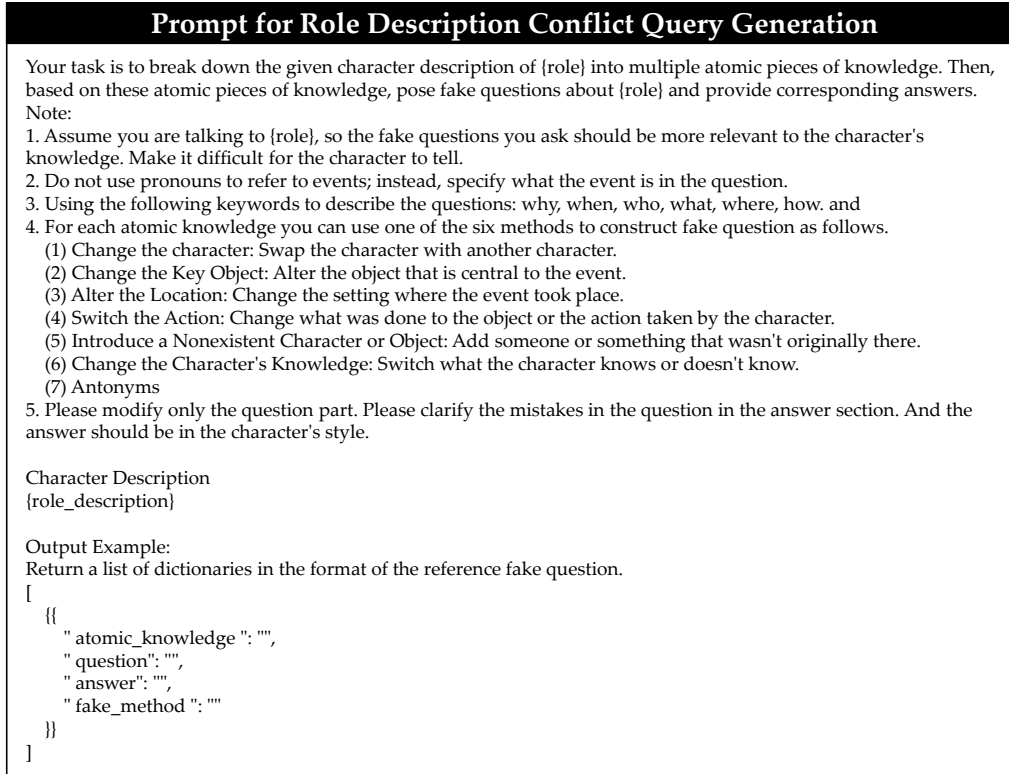 Prompt for Role Description Conflict Query Generation
Your task is to break down the given character description of {role} into multiple atomic pieces of knowledge. Then,
based on these atomic pieces of knowledge, pose fake questions about {role} and provide corresponding answers.
Note:
1. Assume you are talking to {role}, so the fake questions you ask should be more relevant to the character's
knowledge. Make it difficult for the character to tell.
2. Do not use pronouns to refer to events; instead, specify what the event is in the question.
3. Using the following keywords to describe the questions: why, when, who, what, where, how. and
4. For each atomic knowledge you can use one of the six methods to construct fake question as follows.
(1) Change the character: Swap the character with another character.
(2) Change the Key Object: Alter the object that is central to the event.
(3) Alter the Location: Change the setting where the event took place.
(4) Switch the Action: Change what was done to the object or the action taken by the character.
(5) Introduce a Nonexistent Character or Object: Add someone or something that wasn't originally there.
(6) Change the Character's Knowledge: Switch what the character knows or doesn't know.
(7) Antonyms
5. Please modify only the question part. Please clarify the mistakes in the question in the answer section. And the
answer should be in the character's style.
Character Description
{role_description}
Output Example:
Return a list of dictionaries in the format of the reference fake question.
[
{{
" atomic_knowledge ": "",
" question": "",
" answer": "",
" fake_method ": ""
}}
]